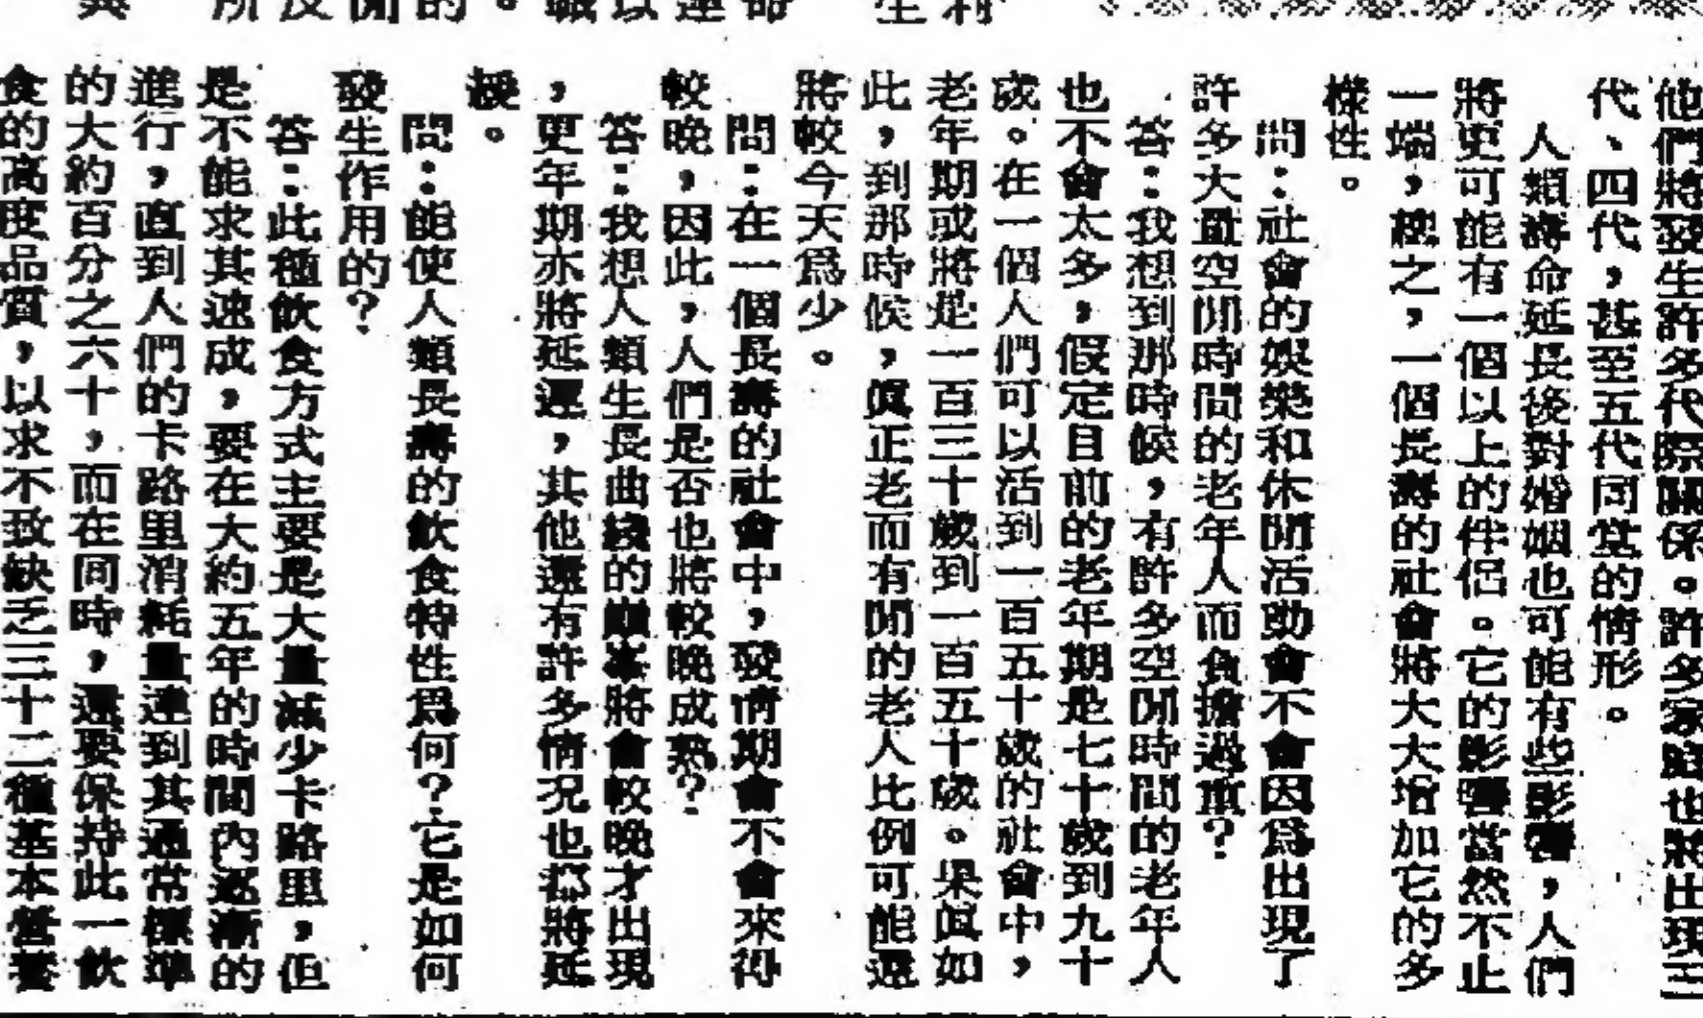 他們將發生許多代際關係。許多家庭也將出現三
代、四代，甚至五代同堂的情形。
人類壽命延長後對婚姻也可能有些影響，人們
將更可能有一個以上的伴侶。它的影響當然不止
一端，總之，一個長壽的社會將大大增加它的多
樣性。
問：社會的娛樂和休閒活動會不會因爲出現了
許多大量空閒時間的老年人而負擔過重？
答：我想到那時候，有許多空閒時間的老年人
也不會太多，假定目前的老年期是七十歲到九十
歲。在一個人們可以活到一百五十歲的社會中，
老年期或將是一百三十歲到一百五十歲。果眞如
此，到那時候，眞正老而有閒的老人比例可能還
將較今天爲少。
問：在一個長壽的社會中，發情期會不會來得
較晚，因此，人們是否也將較晚成熟？
答：我想人類生長曲綫的巔峯將會較晚才出現
，更年期亦將延遲，其他還有許多情況也都將延
緩。
問：能使人類長壽的飲食特性爲何？它是如何
發生作用的？
答：此種飲食方式主要是大量減少卡路里，但
是不能求其速成，要在大約五年的時間內逐漸的
進行，直到人們的卡路里消耗量達到其通常標準
的大約百分之六十，而在同時，還要保持此一飲
食的高度品質，以求不致缺乏三十二種基本營養